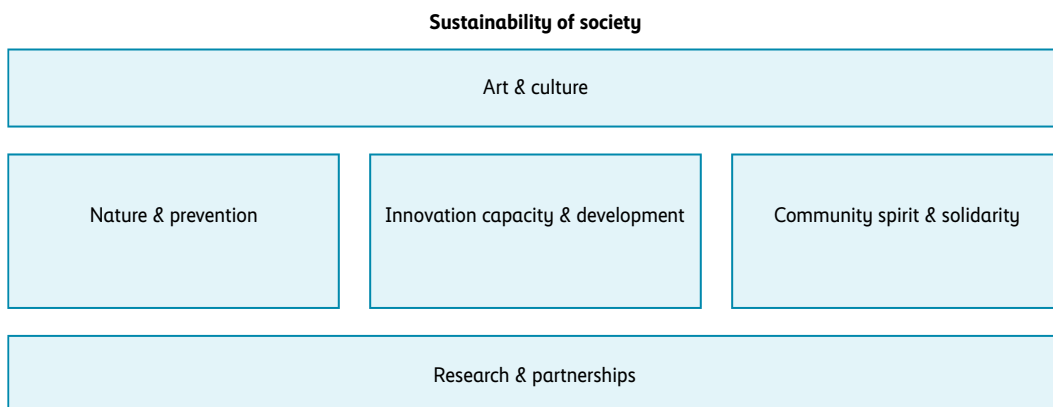 Sustainability of society
Art & culture
Nature & prevention
Innovation capacity & development
Community spirit & solidarity
Research & partnerships